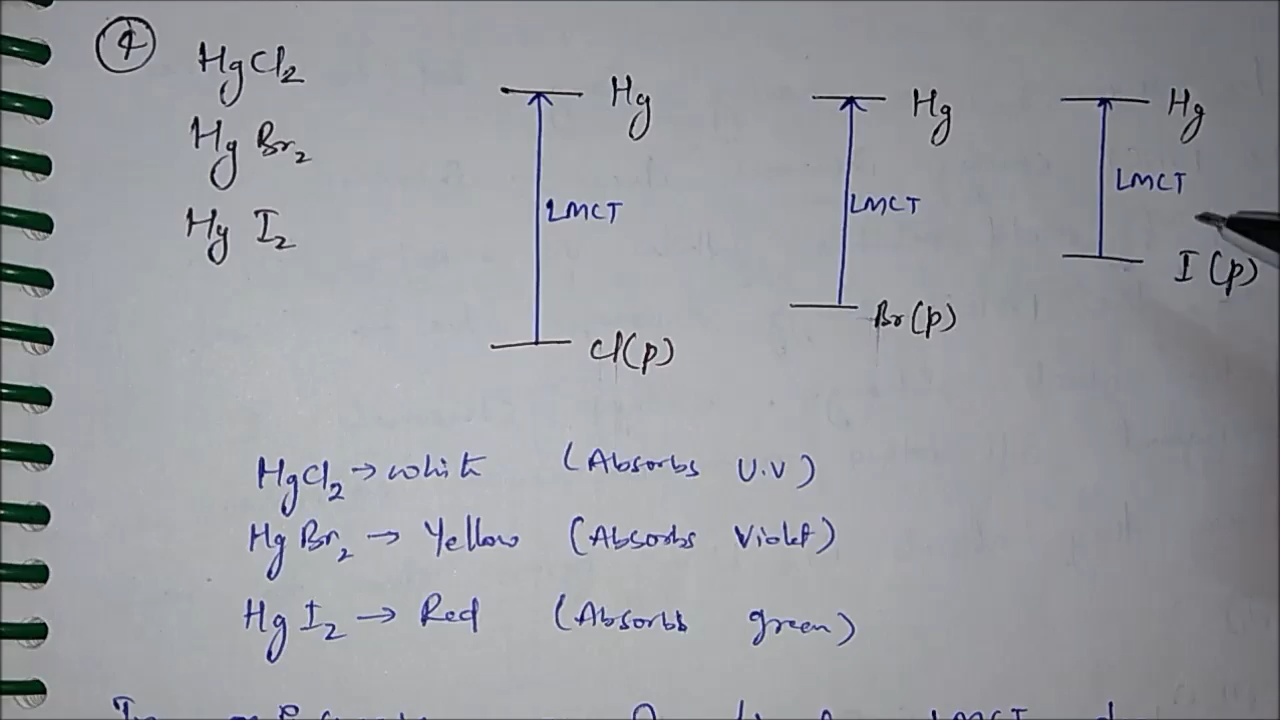 4
HgCl2
HgBr2
HgI2
Hg
LMCT
Cl(p)
Hg
LMCT
Br(p)
Hg
LMCT
I(p)
HgCl2 → white (Absorbs U.V)
HgBr2 → Yellow (Absorbs Violet)
HgI2 → Red (Absorbs green)
LMCT